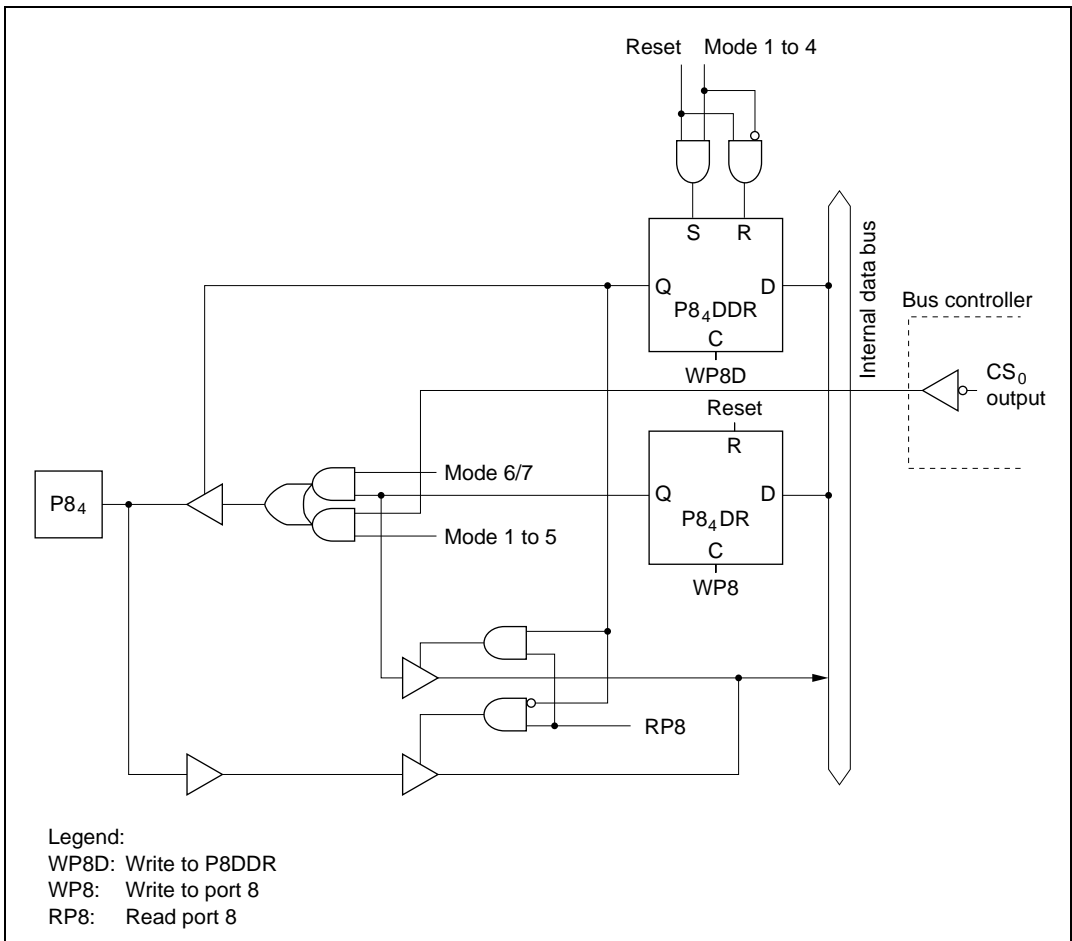 Reset Mode 1 to 4
S R
Q D
P8₄DDR
C
WP8D
Internal data bus
Bus controller
CS₀
output
Reset
R
Mode 6/7
Q D
P8₄
P8₄DR
Mode 1 to 5
C
WP8
RP8
Legend:
WP8D: Write to P8DDR
WP8: Write to port 8
RP8: Read port 8